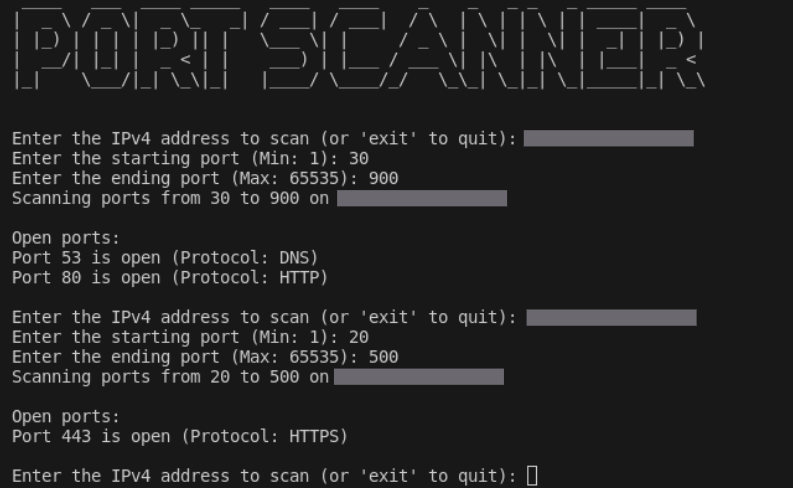 PORT SCANNER
Enter the IPv4 address to scan (or 'exit' to quit):
Enter the starting port (Min: 1): 30
Enter the ending port (Max: 65535): 900
Scanning ports from 30 to 900 on
Open ports:
Port 53 is open (Protocol: DNS)
Port 80 is open (Protocol: HTTP)
Enter the IPv4 address to scan (or 'exit' to quit):
Enter the starting port (Min: 1): 20
Enter the ending port (Max: 65535): 500
Scanning ports from 20 to 500 on
Open ports:
Port 443 is open (Protocol: HTTPS)
Enter the IPv4 address to scan (or 'exit' to quit):